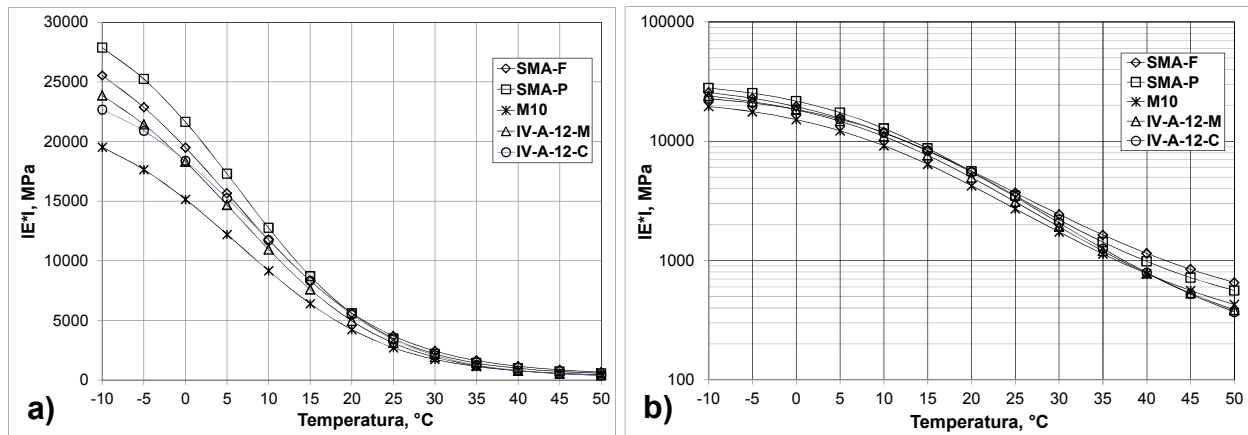 30000
25000
20000
15000
10000
5000
0
IE*I, MPa
-10 -5 0 5 10 15 20 25 30 35 40 45 50
Temperatura, °C
SMA-F
SMA-P
M10
IV-A-12-M
IV-A-12-C
a)
100000
10000
1000
100
IE*I, MPa
-10 -5 0 5 10 15 20 25 30 35 40 45 50
Temperatura, °C
SMA-F
SMA-P
M10
IV-A-12-M
IV-A-12-C
b)